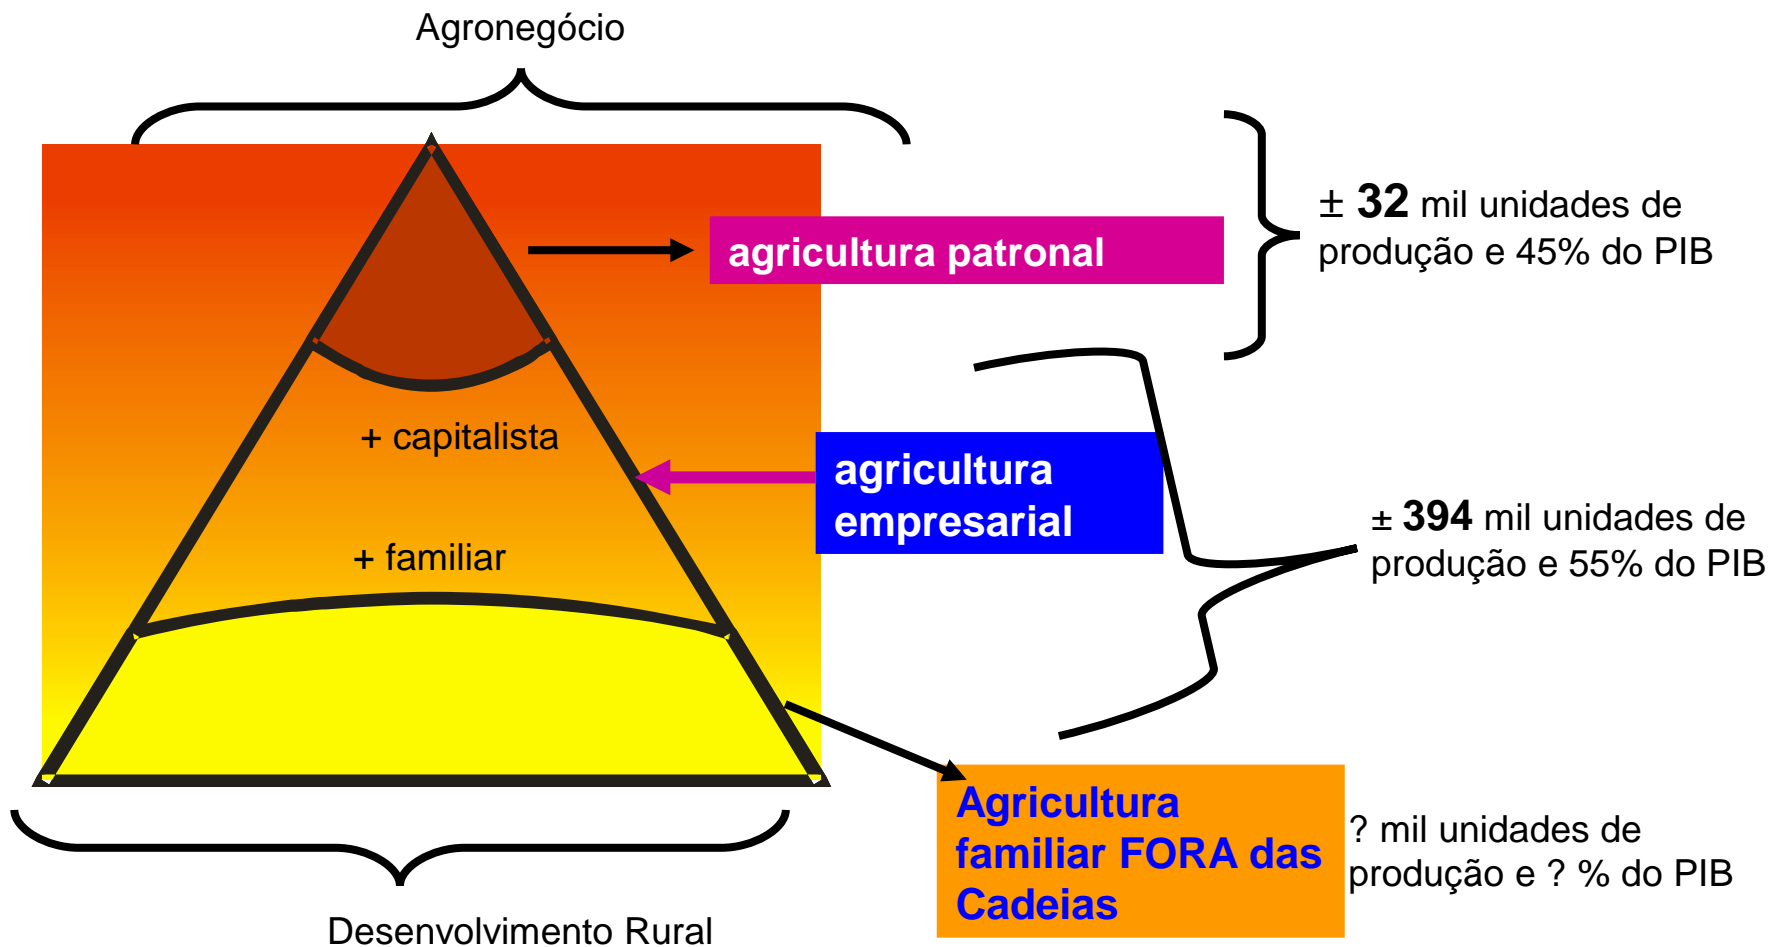 Agronegócio
± 32 mil unidades de
produção e 45% do PIB
agricultura patronal
+ capitalista
agricultura
empresarial
± 394 mil unidades de
produção e 55% do PIB
+ familiar
Agricultura
familiar FORA das
Cadeias
? mil unidades de
produção e ? % do PIB
Desenvolvimento Rural